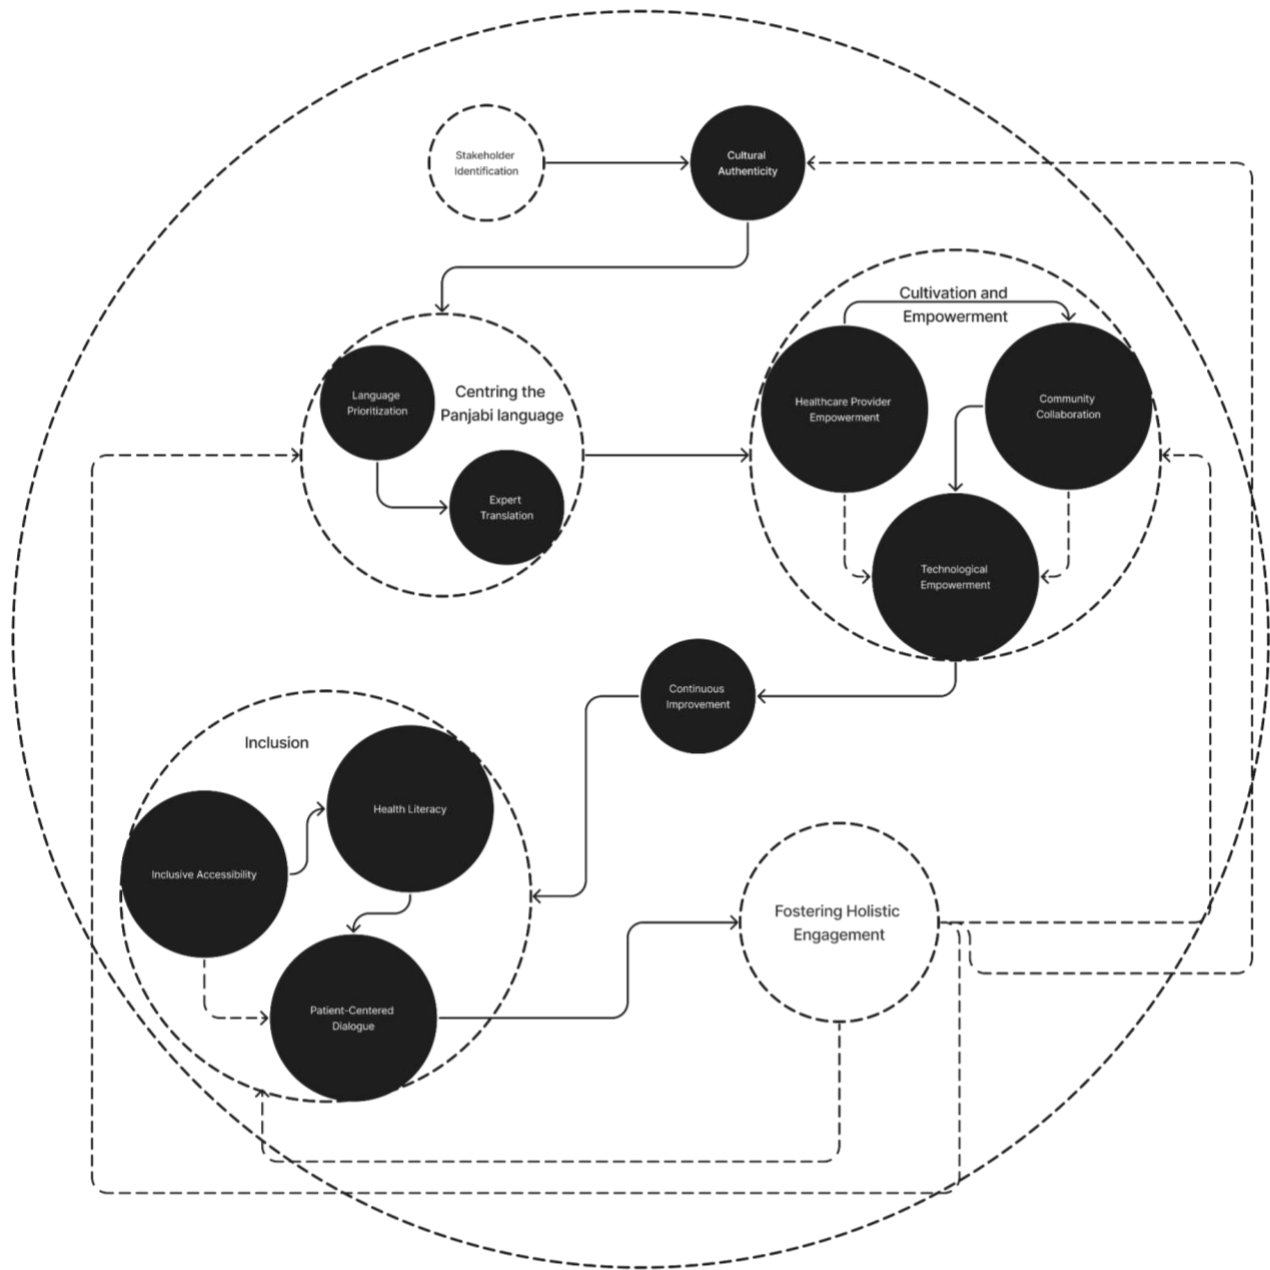 Stakeholder
Identification
Cultural
Authenticity
Cultivation and
Empowerment
Language
Prioritization
Centring the
Panjabi language
Healthcare Provider
Empowerment
Community
Collaboration
Expert
Translation
Technological
Empowerment
Continuous
Improvement
Inclusion
Health Literacy
Inclusive Accessibility
Fostering Holistic
Engagement
Patient-Centered
Dialogue